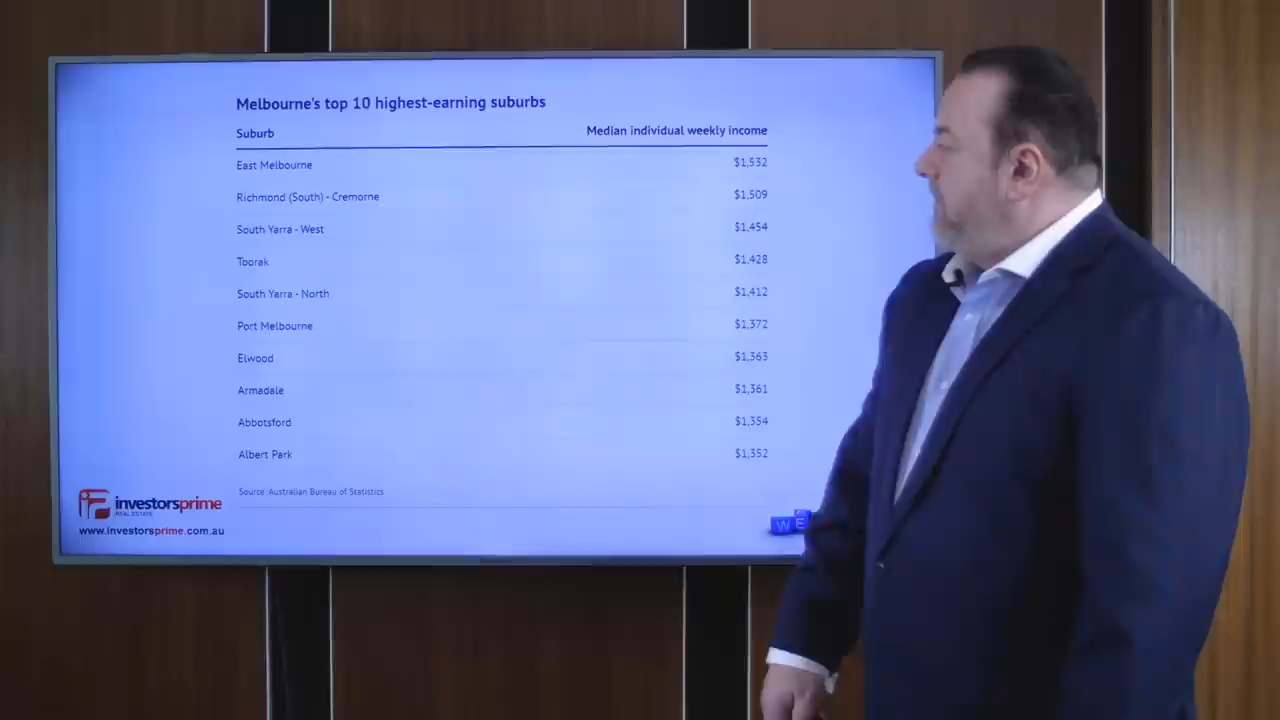 Melbourne's top 10 highest-earning suburbs
Suburb Median individual weekly income
East Melbourne $1,532
Richmond (South) - Cremorne $1,509
South Yarra - West $1,454
Toorak $1,428
South Yarra - North $1,412
Port Melbourne $1,372
Elwood $1,363
Armadale $1,361
Abbotsford $1,354
Albert Park $1,352
Source: Australian Bureau of Statistics
investorsprime
REAL ESTATE
www.investorsprime.com.au
WE